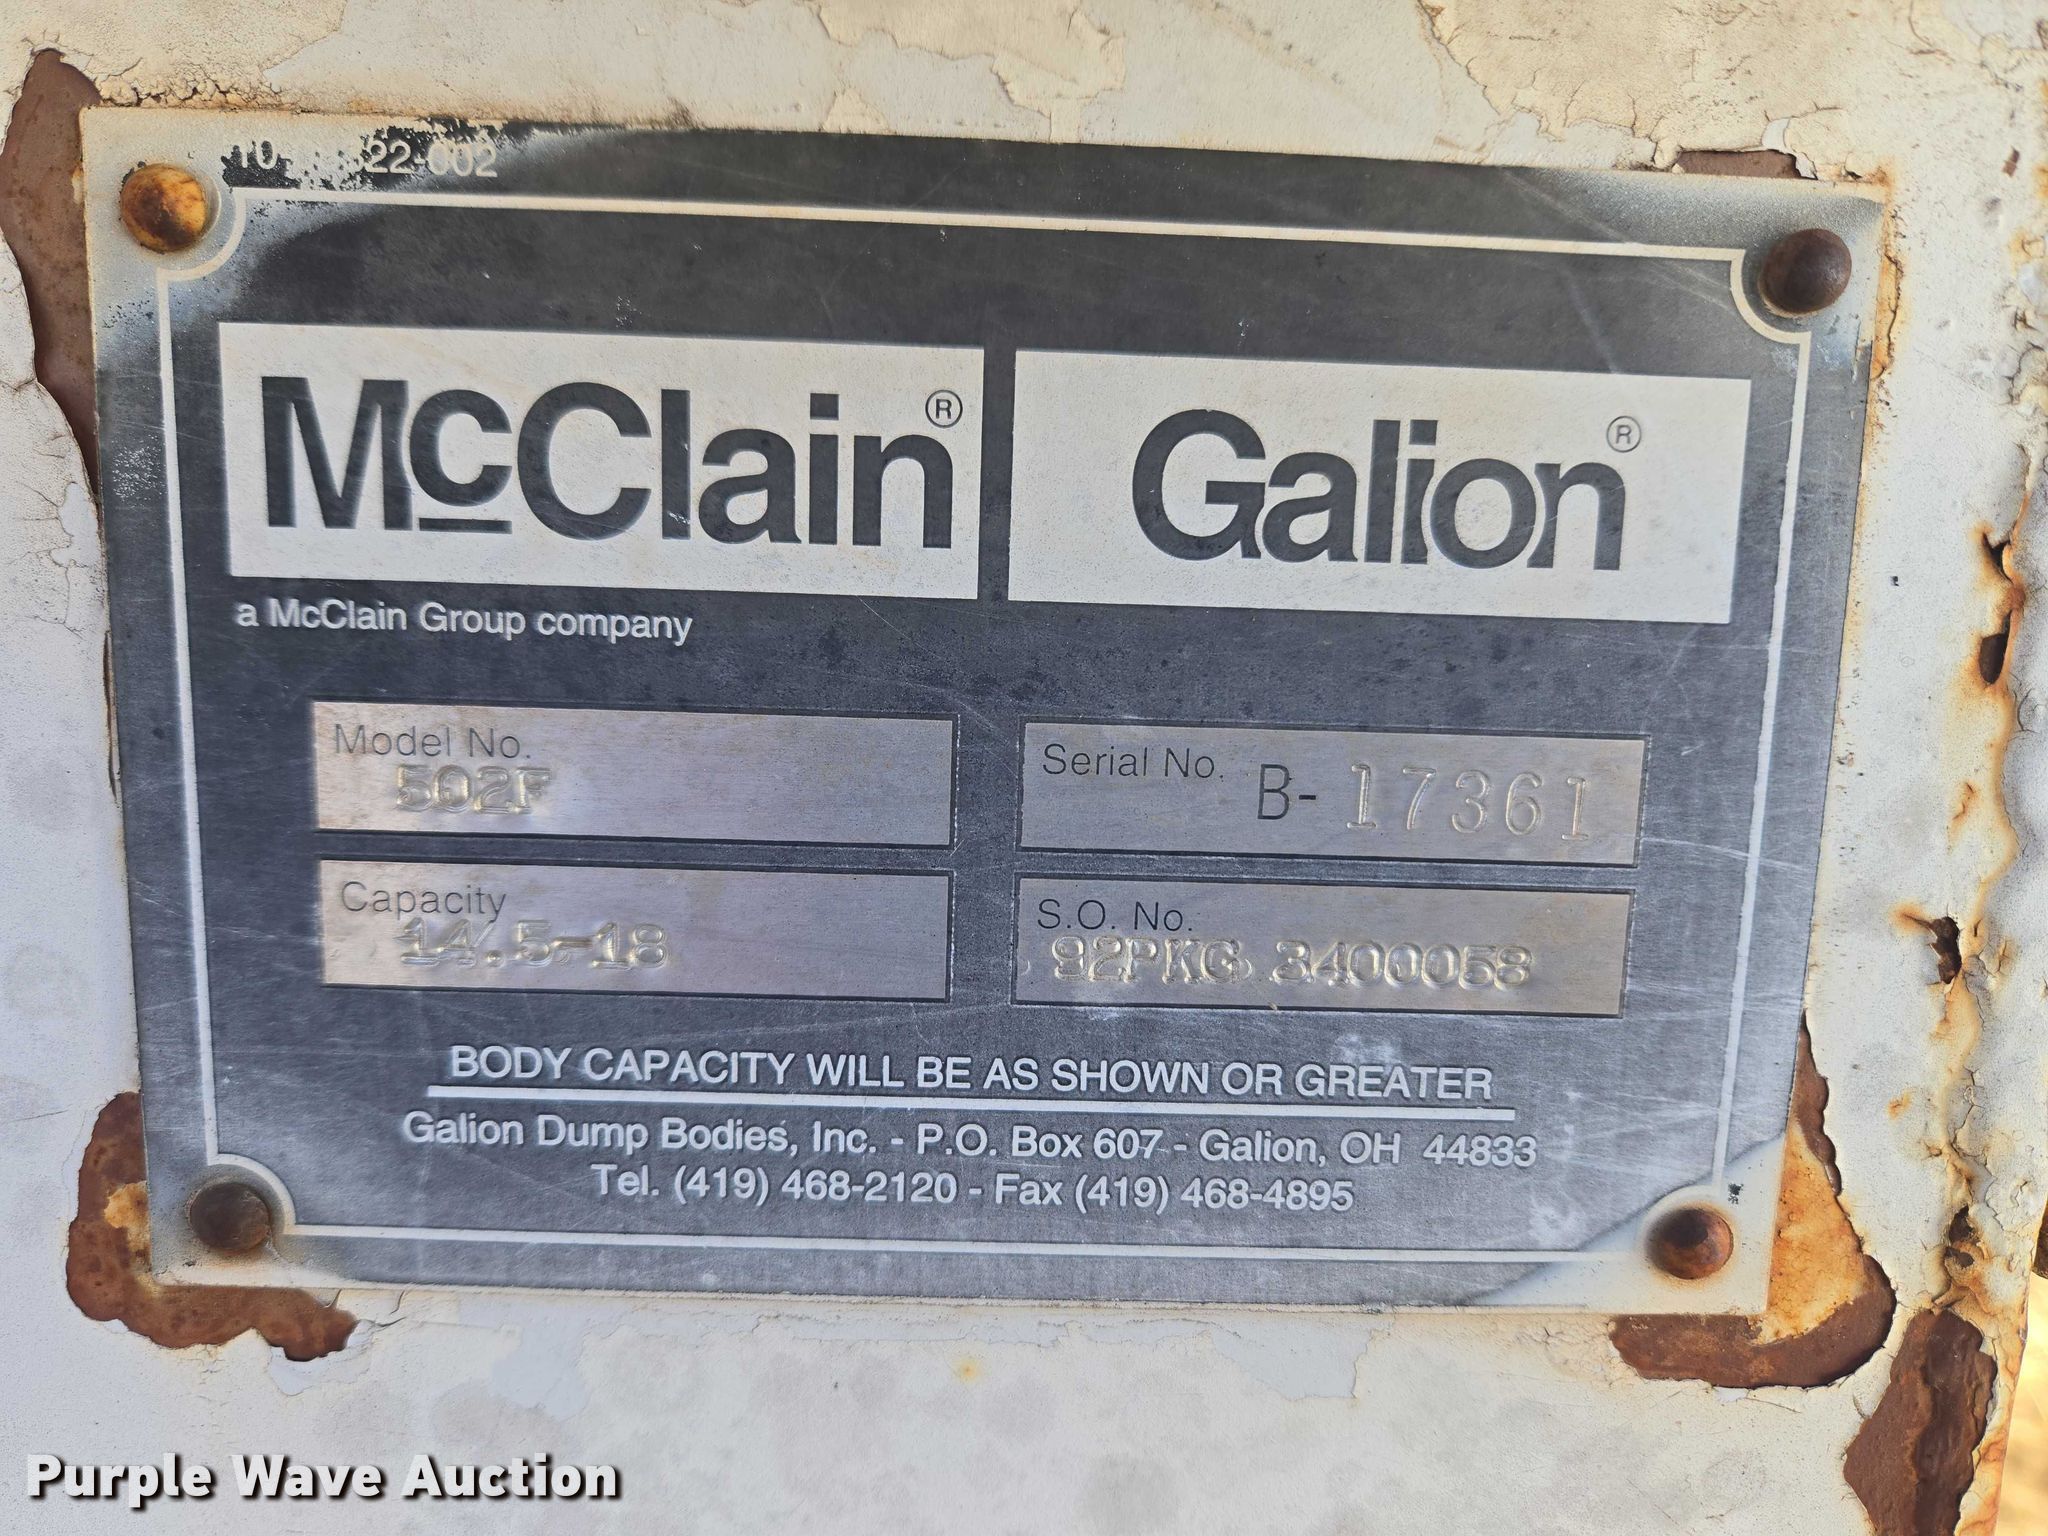 22-002
McClain® Galion®
a McClain Group company
Model No. Serial No. B- 17361
502F
Capacity S.O. No.
14.5-18 92PKG 3400058
BODY CAPACITY WILL BE AS SHOWN OR GREATER
Galion Dump Bodies, Inc. - P.O. Box 607 - Galion, OH 44833
Tel. (419) 468-2120 - Fax (419) 468-4895
Purple Wave Auction